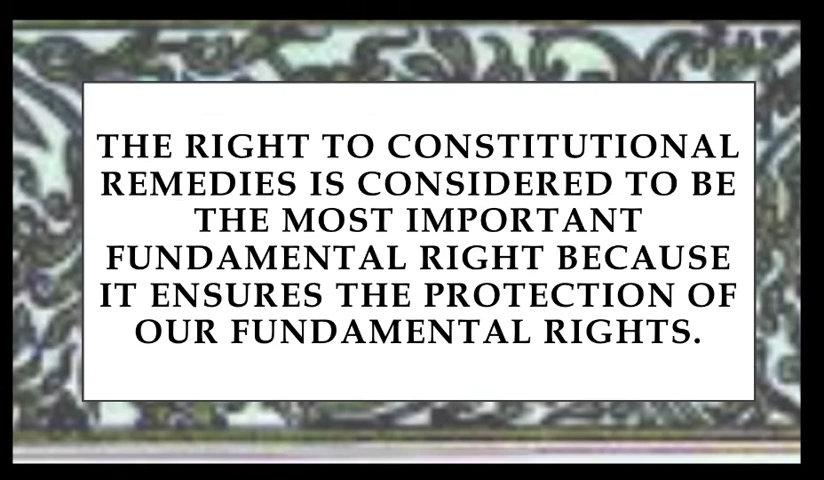 THE RIGHT TO CONSTITUTIONAL
REMEDIES IS CONSIDERED TO BE
THE MOST IMPORTANT
FUNDAMENTAL RIGHT BECAUSE
IT ENSURES THE PROTECTION OF
OUR FUNDAMENTAL RIGHTS.